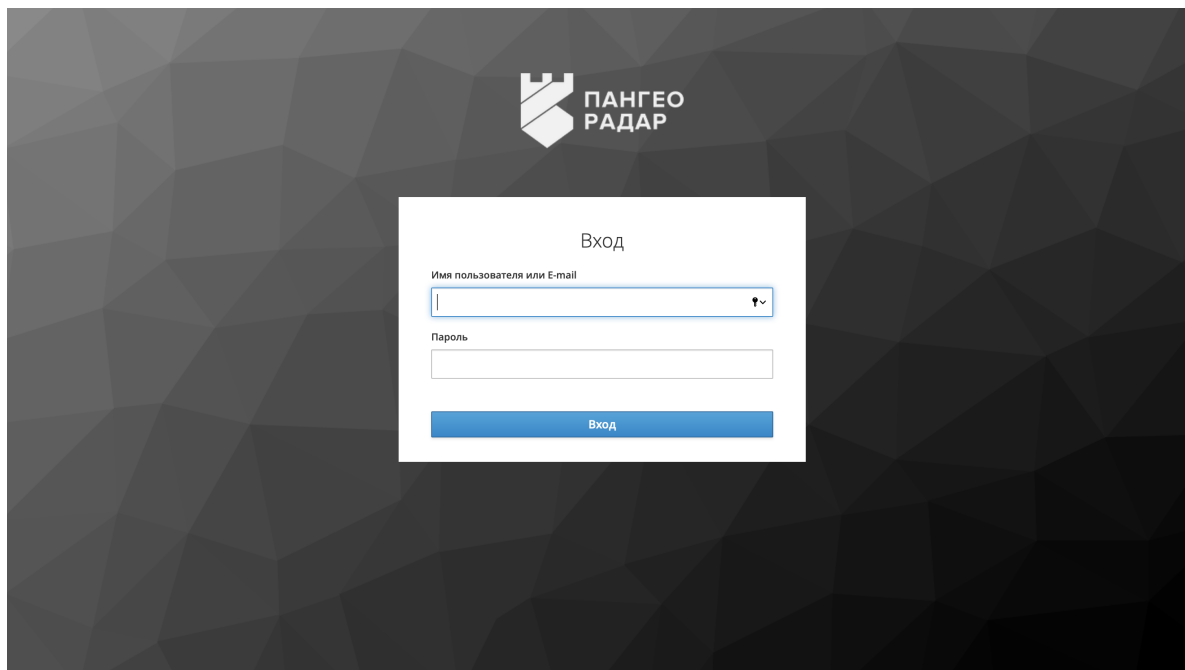 ПАНГЕО
РАДАР
Вход
Имя пользователя или E-mail
Пароль
Вход